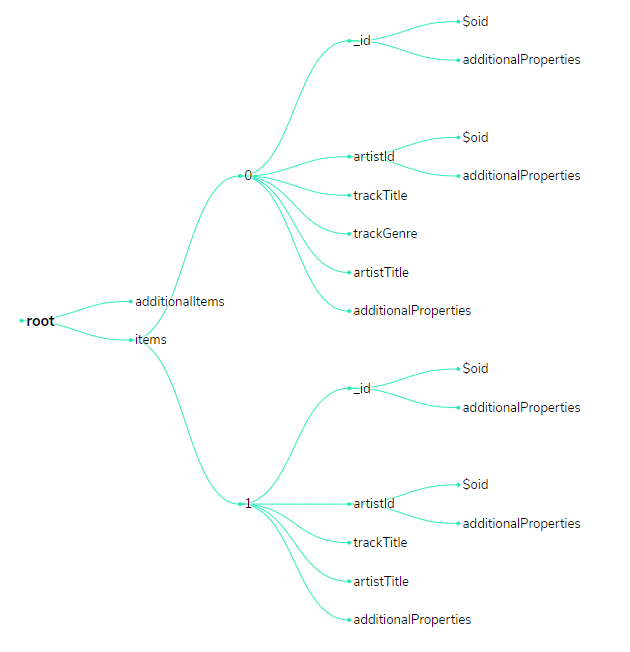 $oid
_id
additionalProperties
$oid
artistId
additionalProperties
0
trackTitle
trackGenre
artistTitle
additionalItems
additionalProperties
root
items
$oid
_id
additionalProperties
$oid
1
artistId
additionalProperties
trackTitle
artistTitle
additionalProperties